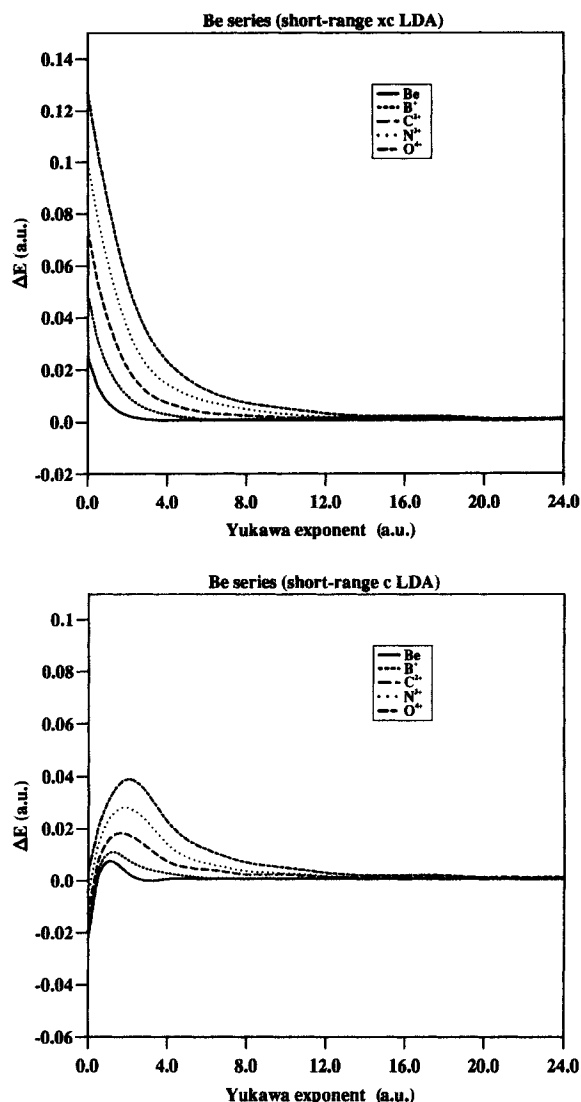 Be series (short-range xc LDA)
0.14
0.12
0.1
0.08
0.06
0.04
0.02
0.0
-0.02
ΔE (a.u.)
Be
B⁺
C²⁺
N³⁺
O⁴⁺
0.0 4.0 8.0 12.0 16.0 20.0 24.0
Yukawa exponent (a.u.)
Be series (short-range c LDA)
0.1
0.08
0.06
0.04
0.02
0.0
-0.02
-0.04
-0.06
ΔE (a.u.)
Be
B⁺
C²⁺
N³⁺
O⁴⁺
0.0 4.0 8.0 12.0 16.0 20.0 24.0
Yukawa exponent (a.u.)